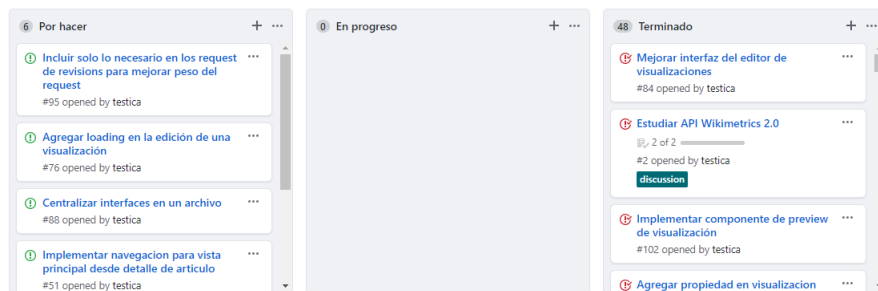 6 Por hacer
Incluir solo lo necesario en los request
de revisions para mejorar peso del
request
#95 opened by testica
Agregar loading en la edición de una
visualización
#76 opened by testica
Centralizar interfaces en un archivo
#88 opened by testica
Implementar navegacion para vista
principal desde detalle de articulo
#51 opened by testica
0 En progreso
48 Terminado
Mejorar interfaz del editor de
visualizaciones
#84 opened by testica
Estudiar API Wikimetrics 2.0
2 of 2
#2 opened by testica
discussion
Implementar componente de preview
de visualización
#102 opened by testica
Agregar propiedad en visualizacion